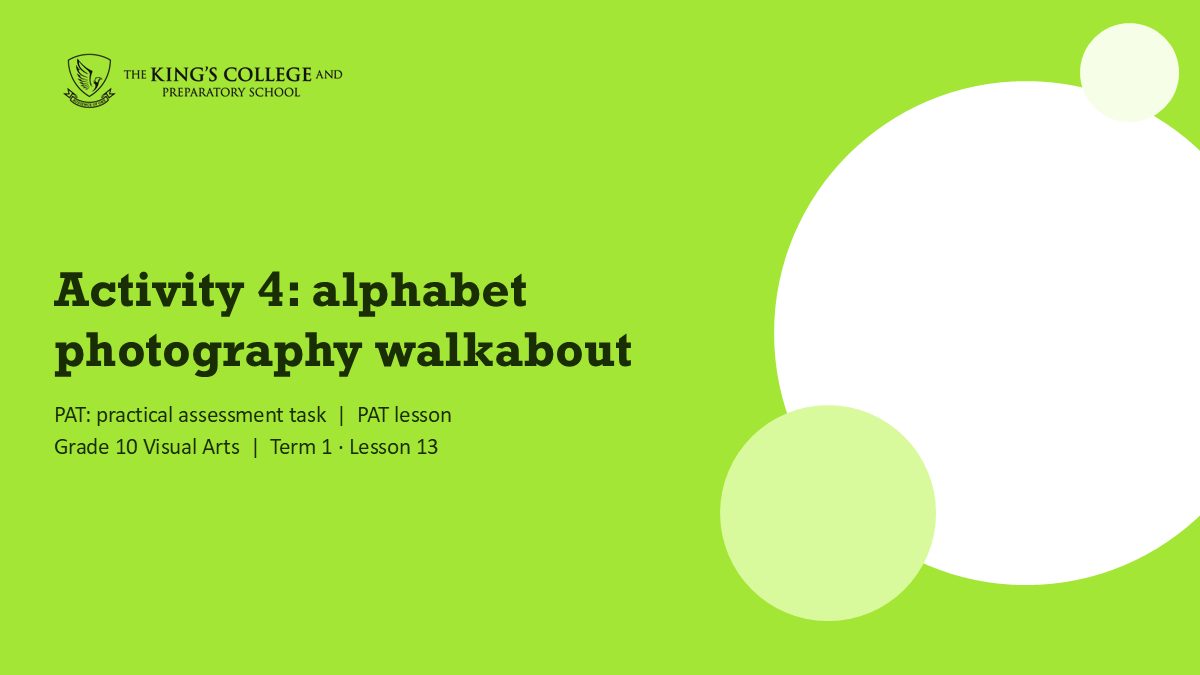 THE KING'S COLLEGE AND
PREPARATORY SCHOOL
Activity 4: alphabet
photography walkabout
PAT: practical assessment task | PAT lesson
Grade 10 Visual Arts | Term 1 · Lesson 13